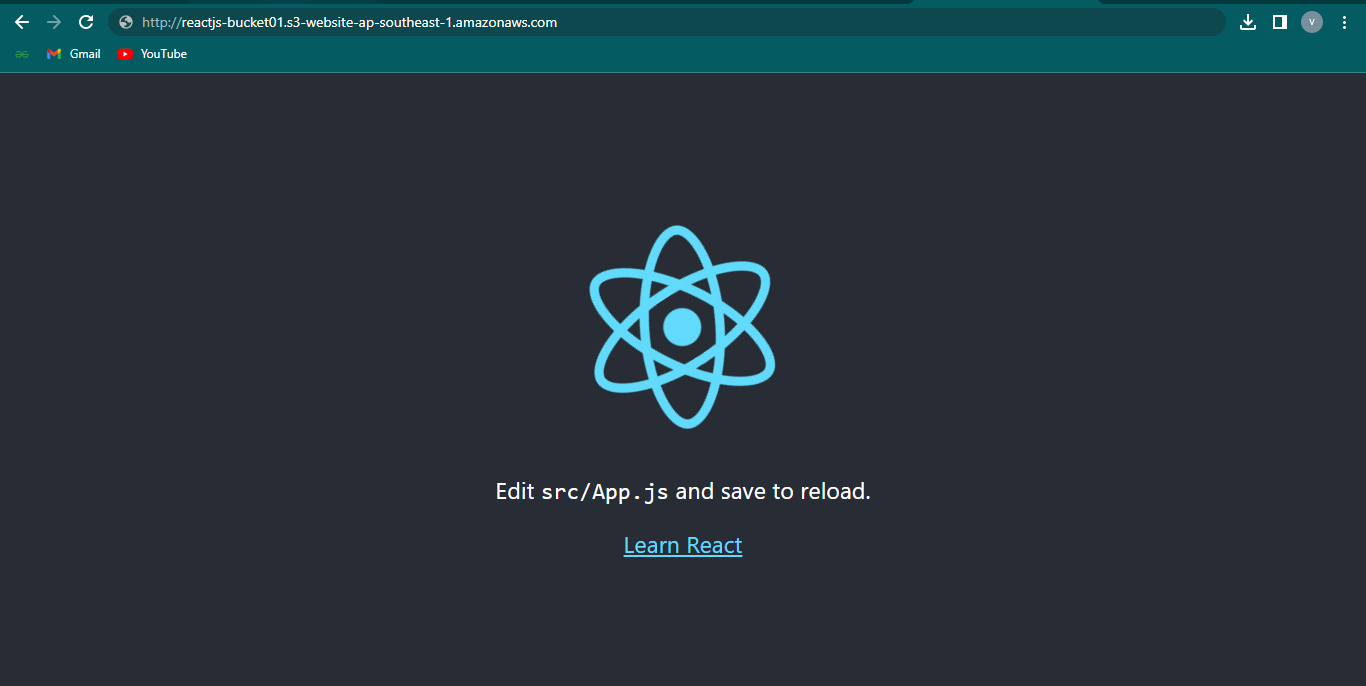 http://reactjs-bucket01.s3-website-ap-southeast-1.amazonaws.com
V
Gmail
YouTube
Edit src/App.js and save to reload.
Learn React